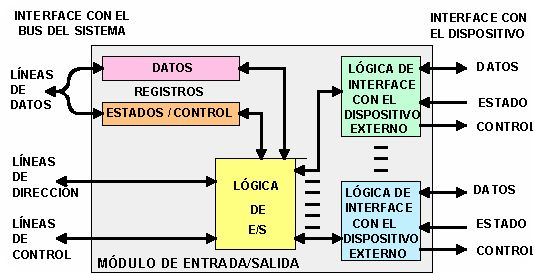 INTERFACE CON EL
BUS DEL SISTEMA
INTERFACE CON
EL DISPOSITIVO
LÍNEAS
DE
DATOS
DATOS
REGISTROS
ESTADOS / CONTROL
LÓGICA DE
INTERFACE
CON EL
DISPOSITIVO
EXTERNO
DATOS
ESTADO
CONTROL
LÍNEAS
DE
DIRECCIÓN
LÓGICA
DE
E/S
LÓGICA DE
INTERFACE
CON EL
DISPOSITIVO
EXTERNO
DATOS
ESTADO
CONTROL
LÍNEAS
DE
CONTROL
MÓDULO DE ENTRADA/SALIDA